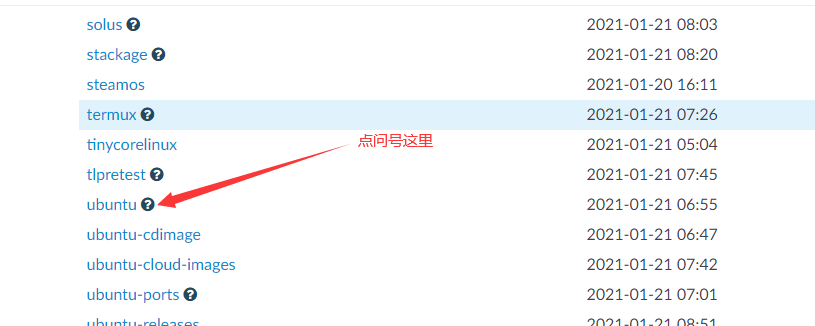 solus 2021-01-21 08:03
stackage 2021-01-21 08:20
steamos 2021-01-20 16:11
termux 2021-01-21 07:26
点问号这里
tinycorelinux 2021-01-21 05:04
tlpretest 2021-01-21 07:45
ubuntu 2021-01-21 06:55
ubuntu-cdimage 2021-01-21 06:47
ubuntu-cloud-images 2021-01-21 07:42
ubuntu-ports 2021-01-21 07:01
ubuntu-releases 2021-01-21 08:51